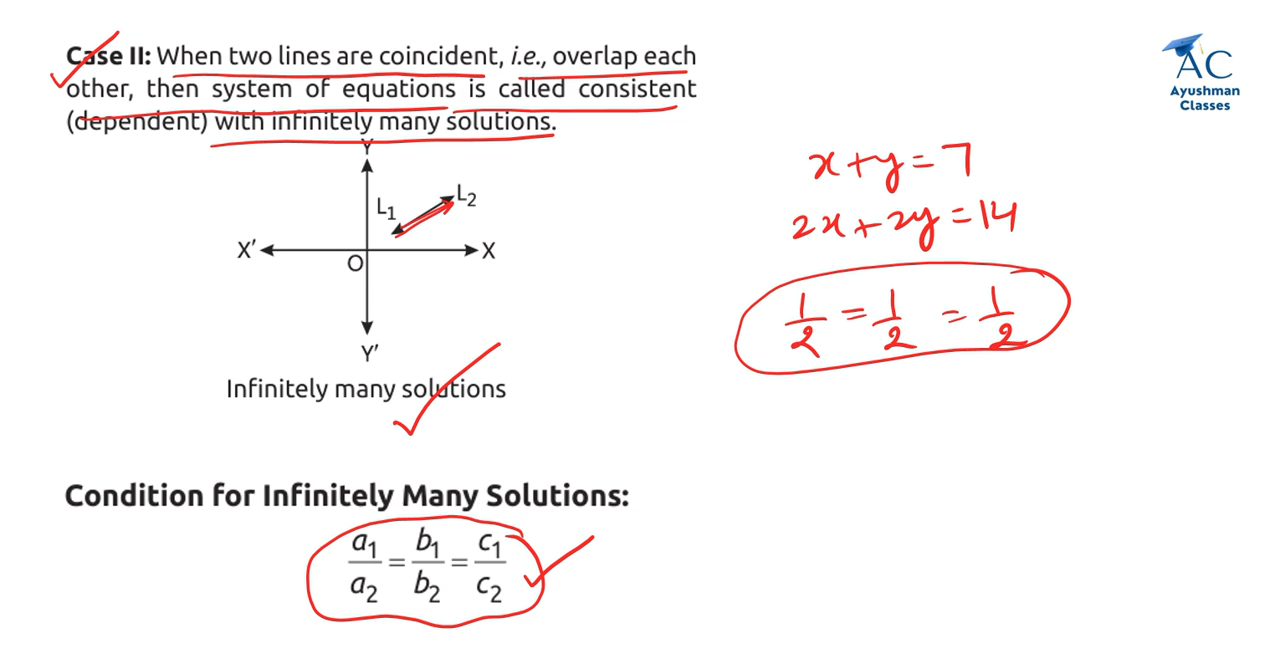 Case II: When two lines are coincident, i.e., overlap each
other, then system of equations is called consistent
(dependent) with infinitely many solutions.
Y
L₁
L₂
X′
O
X
Y′
Infinitely many solutions
Condition for Infinitely Many Solutions:
a₁/a₂ = b₁/b₂ = c₁/c₂
AC
Ayushman
Classes
x+y=7
2x+2y=14
1/2 = 1/2 = 1/2